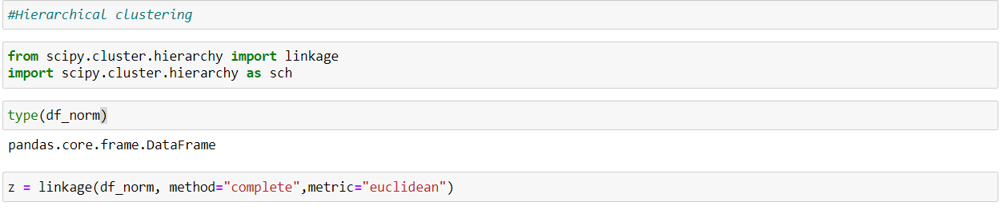 #Hierarchical clustering
from scipy.cluster.hierarchy import linkage
import scipy.cluster.hierarchy as sch
type(df_norm)
pandas.core.frame.DataFrame
z = linkage(df_norm, method="complete",metric="euclidean")